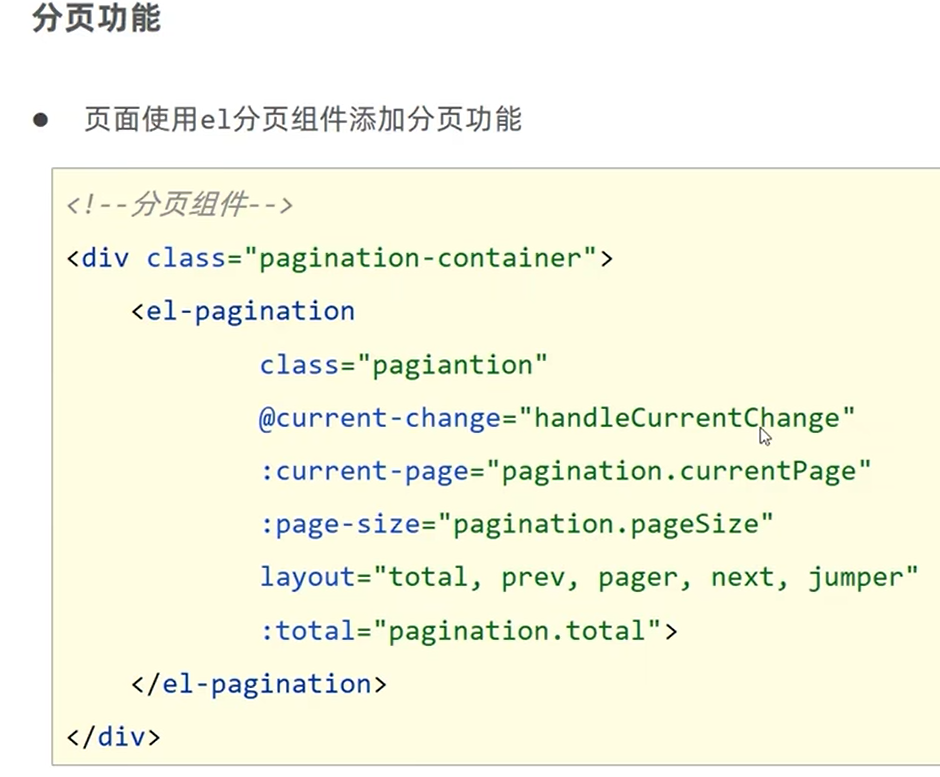 分页功能
● 页面使用el分页组件添加分页功能
<!--分页组件-->
<div class="pagination-container">
<el-pagination
class="pagiantion"
@current-change="handleCurrentChange"
:current-page="pagination.currentPage"
:page-size="pagination.pageSize"
layout="total, prev, pager, next, jumper"
:total="pagination.total">
</el-pagination>
</div>